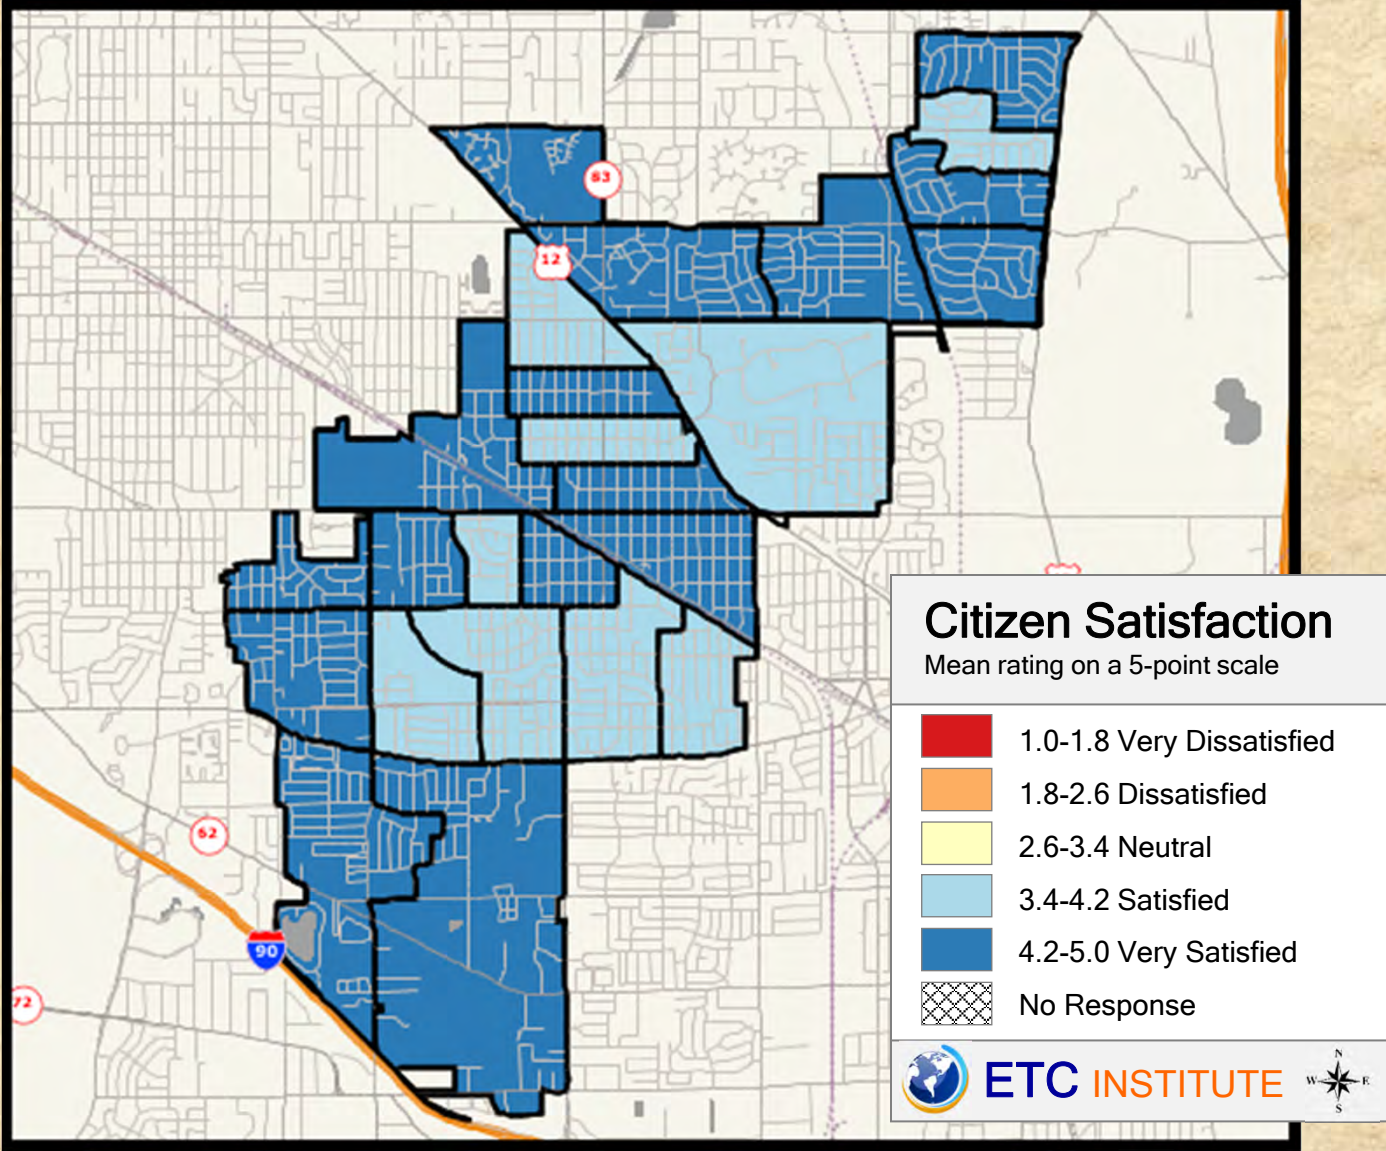 83
12
62
90
72
Citizen Satisfaction
Mean rating on a 5-point scale
1.0-1.8 Very Dissatisfied
1.8-2.6 Dissatisfied
2.6-3.4 Neutral
3.4-4.2 Satisfied
4.2-5.0 Very Satisfied
No Response
ETC INSTITUTE
N
W E
S